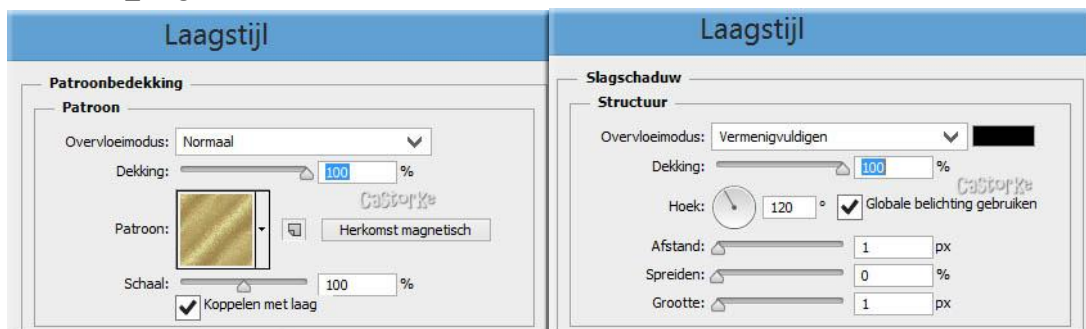 Laagstijl
Patroonbedekking
Patroon
Overvloeimodus: Normaal
Dekking: 100 %
CaStorKe
Patroon: Herkomst magnetisch
Schaal: 100 %
Koppelen met laag
Laagstijl
Slagschaduw
Structuur
Overvloeimodus: Vermenigvuldigen
Dekking: 100 %
CaStorKe
Hoek: 120 ° Globale belichting gebruiken
Afstand: 1 px
Spreiden: 0 %
Grootte: 1 px